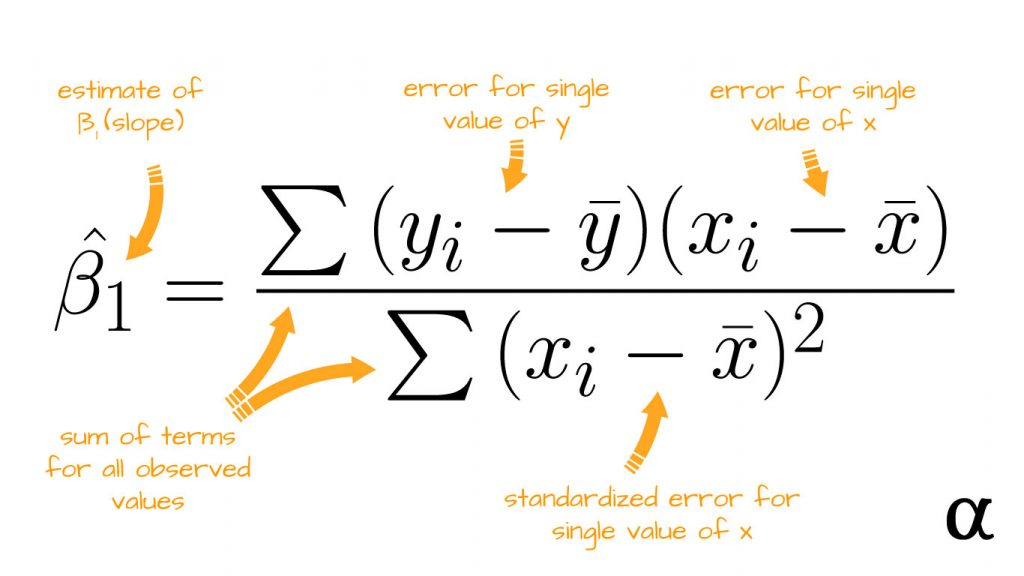 estimate of
β₁ (slope)
error for single
value of y
error for single
value of x
β̂₁ = ∑ (yᵢ − ȳ)(xᵢ − x̄)
∑ (xᵢ − x̄)²
sum of terms
for all observed
values
standardized error for
single value of x
α